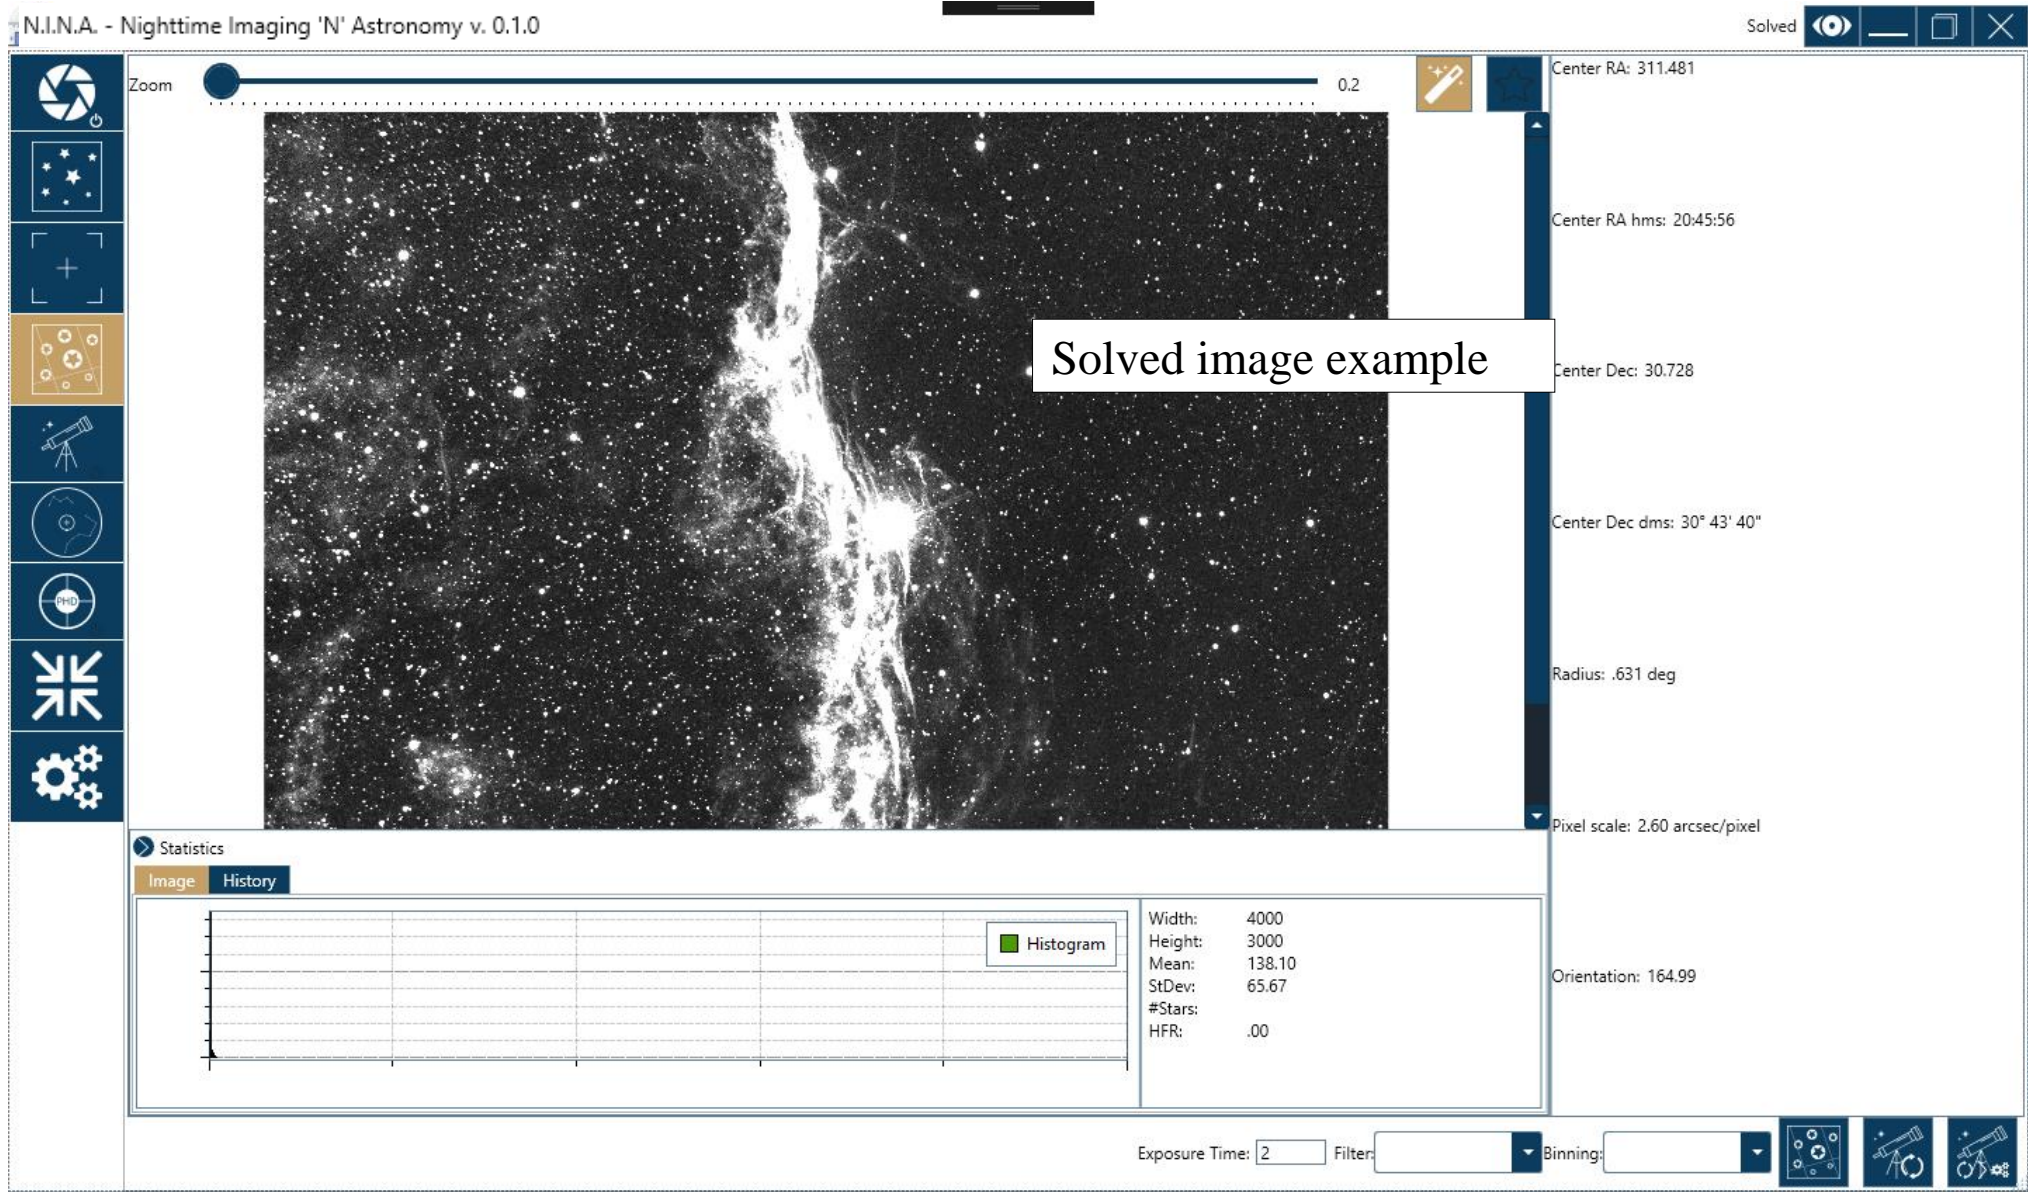 N.I.N.A. - Nighttime Imaging 'N' Astronomy v. 0.1.0
Solved
Zoom
0.2
Center RA: 311.481
Center RA hms: 20:45:56
Solved image example
Center Dec: 30.728
Center Dec dms: 30° 43' 40"
PHD
Radius: .631 deg
Pixel scale: 2.60 arcsec/pixel
Orientation: 164.99
Statistics
Image History
Histogram
Width: 4000
Height: 3000
Mean: 138.10
StDev: 65.67
#Stars:
HFR: .00
Exposure Time: 2 Filter: Binning: